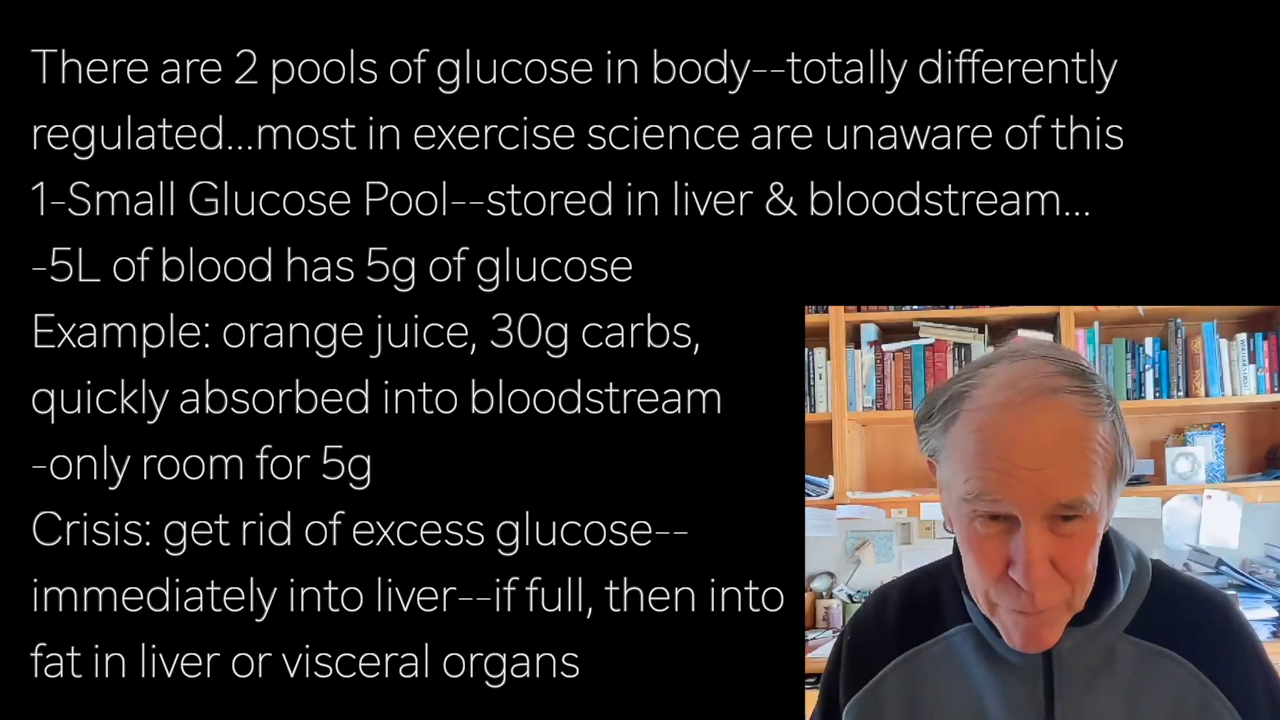 There are 2 pools of glucose in body--totally differently
regulated...most in exercise science are unaware of this
1-Small Glucose Pool--stored in liver & bloodstream...
-5L of blood has 5g of glucose
Example: orange juice, 30g carbs,
quickly absorbed into bloodstream
-only room for 5g
Crisis: get rid of excess glucose--
immediately into liver--if full, then into
fat in liver or visceral organs